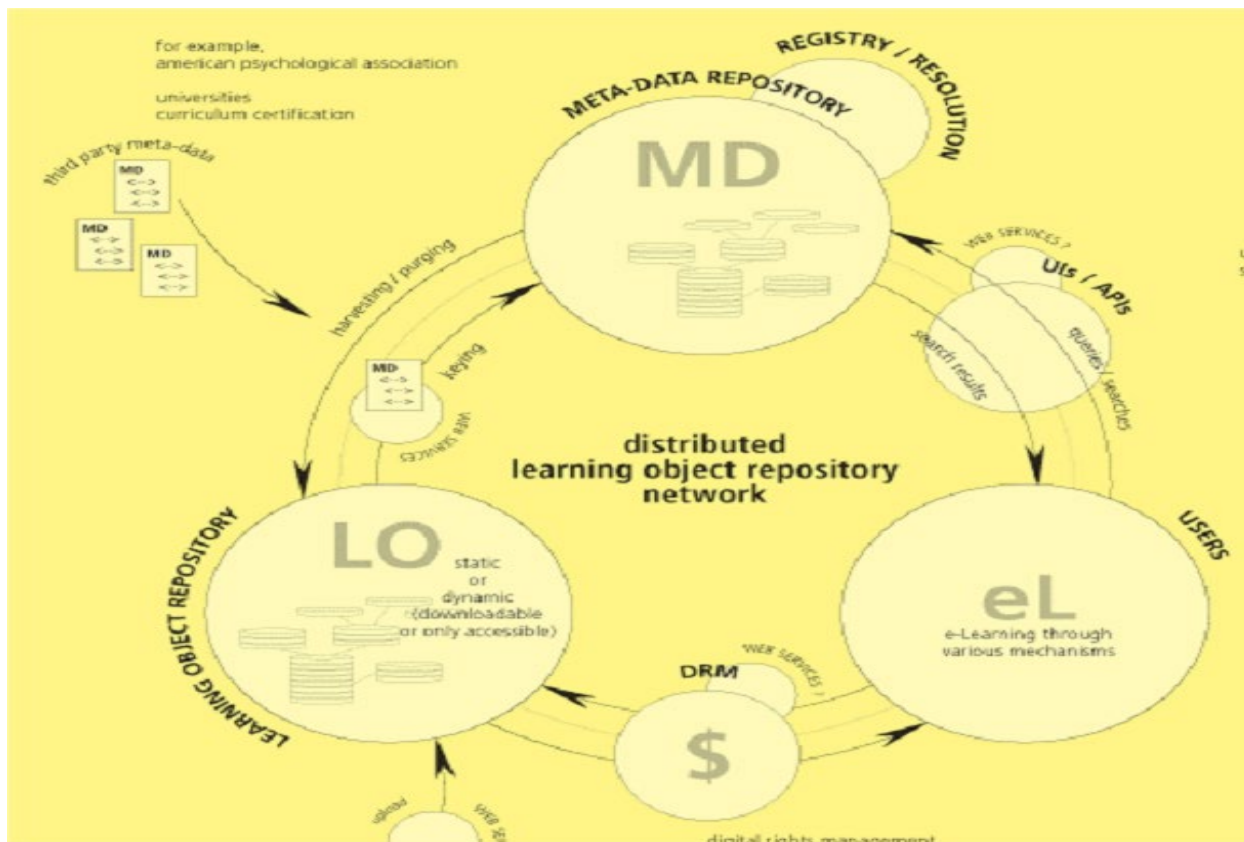 for example,
american psychological association
universities
curriculum certification
third party meta-data
MD
MD
MD
REGISTRY / RESOLUTION
META-DATA REPOSITORY
MD
harvesting / purging
MD
keying
WEB SERVICES
WEB SERVICES ?
UIs / APIs
search results
queries / searches
distributed
learning object repository
network
LEARNING OBJECT REPOSITORY
LO
static
or
dynamic
(downloadable
or only accessible)
USERS
eL
e-Learning through
various mechanisms
DRM
WEB SERVICES ?
$
upload
digital rights management